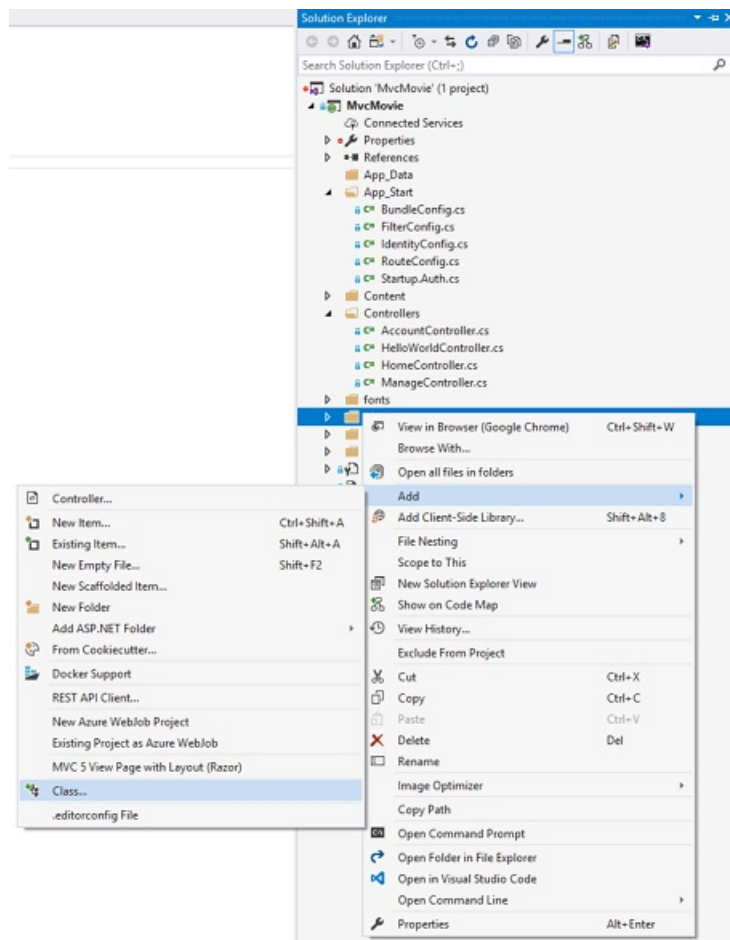 Solution Explorer
Search Solution Explorer (Ctrl+;)
Solution 'MvcMovie' (1 project)
MvcMovie
Connected Services
Properties
References
App_Data
App_Start
BundleConfig.cs
FilterConfig.cs
IdentityConfig.cs
RouteConfig.cs
Startup.Auth.cs
Content
Controllers
AccountController.cs
HelloWorldController.cs
HomeController.cs
ManageController.cs
fonts
View in Browser (Google Chrome) Ctrl+Shift+W
Browse With...
Open all files in folders
Add
Add Client-Side Library... Shift+Alt+8
File Nesting
Scope to This
New Solution Explorer View
Show on Code Map
View History...
Exclude From Project
Cut Ctrl+X
Copy Ctrl+C
Paste Ctrl+V
Delete Del
Rename
Image Optimizer
Copy Path
Open Command Prompt
Open Folder in File Explorer
Open in Visual Studio Code
Open Command Line
Properties Alt+Enter
Controller...
New Item... Ctrl+Shift+A
Existing Item... Shift+Alt+A
New Empty File... Shift+F2
New Scaffolded Item...
New Folder
Add ASP.NET Folder
From Cookiecutter...
Docker Support
REST API Client...
New Azure WebJob Project
Existing Project as Azure WebJob
MVC 5 View Page with Layout (Razor)
Class...
.editorconfig File